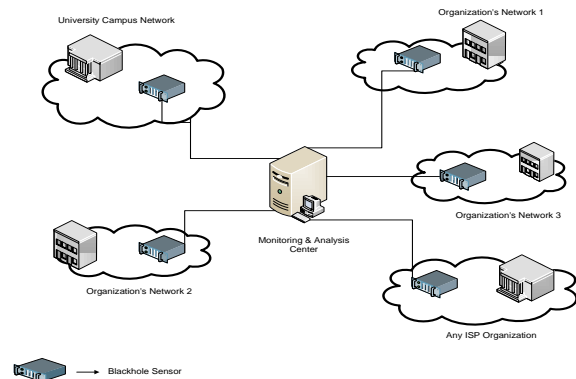 University Campus Network
Organization's Network 1
Organization's Network 3
Monitoring & Analysis
Center
Organization's Network 2
Any ISP Organization
Blackhole Sensor